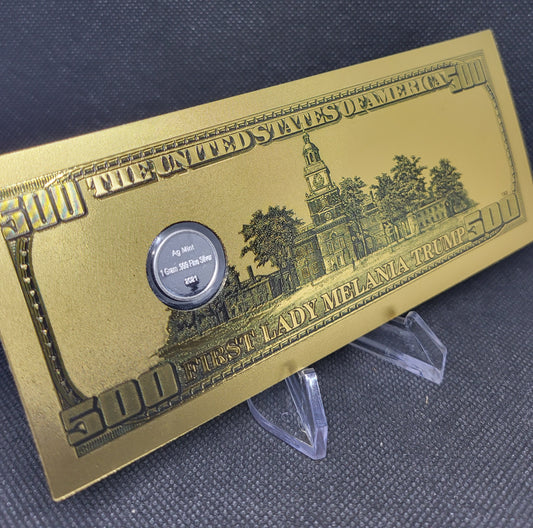 500 THE UNITED STATES OF AMERICA 500
Ag Mint
1 Gram .999 Fine Silver
2021
500 FIRST LADY MELANIA TRUMP 500